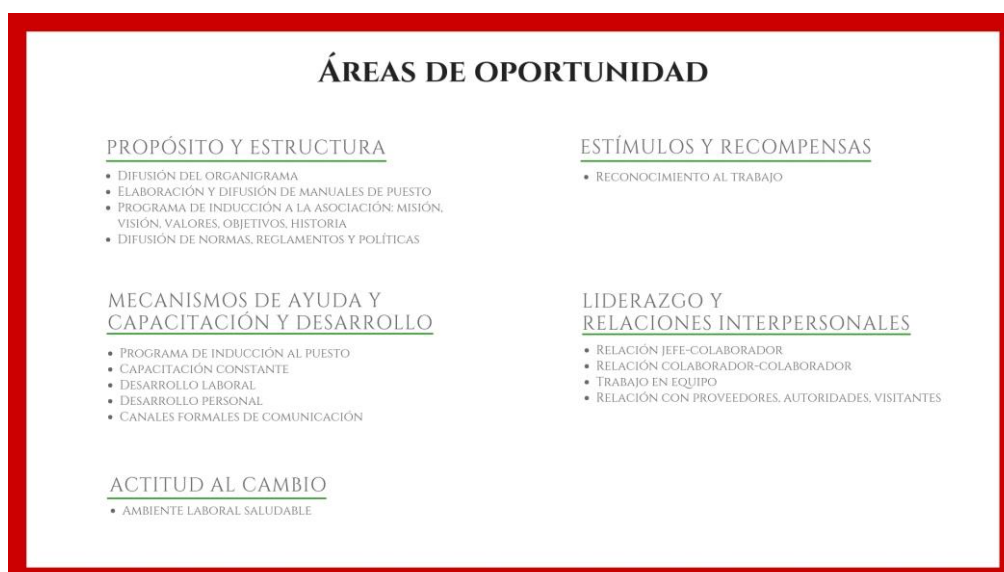 ÁREAS DE OPORTUNIDAD
PROPÓSITO Y ESTRUCTURA
• DIFUSIÓN DEL ORGANIGRAMA
• ELABORACIÓN Y DIFUSIÓN DE MANUALES DE PUESTO
• PROGRAMA DE INDUCCIÓN A LA ASOCIACIÓN: MISIÓN,
VISIÓN, VALORES, OBJETIVOS, HISTORIA
• DIFUSIÓN DE NORMAS, REGLAMENTOS Y POLÍTICAS
ESTÍMULOS Y RECOMPENSAS
• RECONOCIMIENTO AL TRABAJO
MECANISMOS DE AYUDA Y
CAPACITACIÓN Y DESARROLLO
• PROGRAMA DE INDUCCIÓN AL PUESTO
• CAPACITACIÓN CONSTANTE
• DESARROLLO LABORAL
• DESARROLLO PERSONAL
• CANALES FORMALES DE COMUNICACIÓN
LIDERAZGO Y
RELACIONES INTERPERSONALES
• RELACIÓN JEFE-COLABORADOR
• RELACIÓN COLABORADOR-COLABORADOR
• TRABAJO EN EQUIPO
• RELACIÓN CON PROVEEDORES, AUTORIDADES, VISITANTES
ACTITUD AL CAMBIO
• AMBIENTE LABORAL SALUDABLE